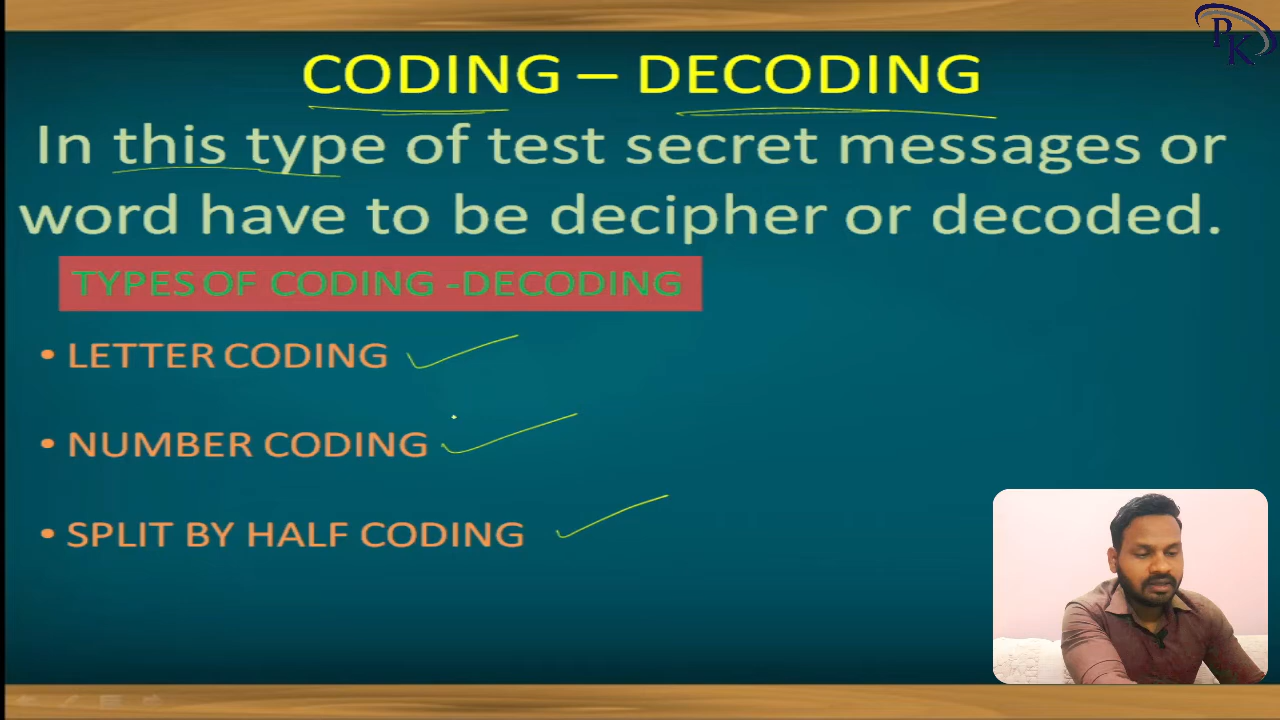 PK
CODING – DECODING
In this type of test secret messages or
word have to be decipher or decoded.
TYPES OF CODING -DECODING
• LETTER CODING
• NUMBER CODING
• SPLIT BY HALF CODING